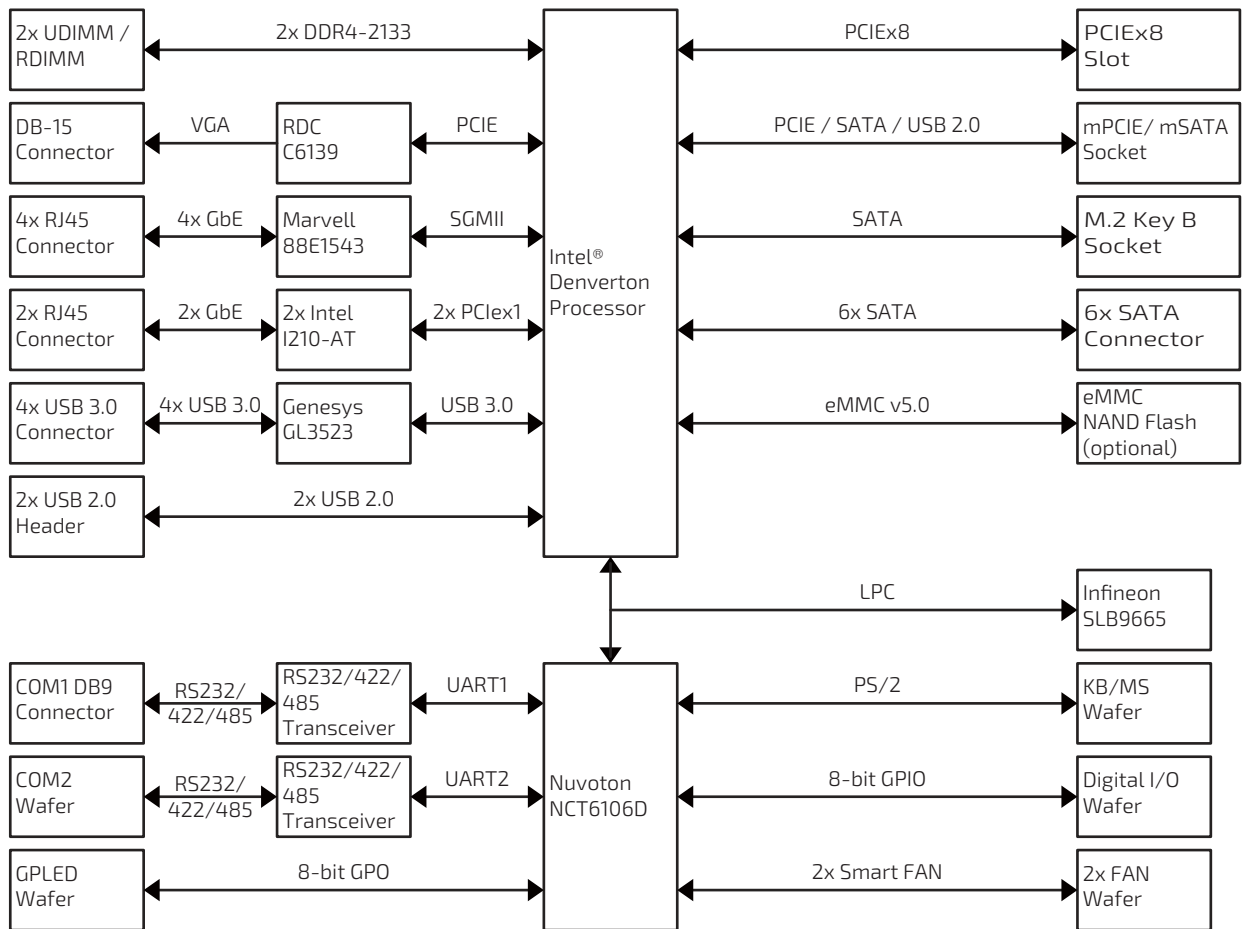 2x UDIMM /
RDIMM
2x DDR4-2133
PCIEx8
PCIEx8
Slot
DB-15
Connector
VGA
RDC
C6139
PCIE
PCIE / SATA / USB 2.0
mPCIE/ mSATA
Socket
4x RJ45
Connector
4x GbE
Marvell
88E1543
SGMII
SATA
M.2 Key B
Socket
Intel®
Denverton
Processor
2x RJ45
Connector
2x GbE
2x Intel
I210-AT
2x PCIex1
6x SATA
6x SATA
Connector
4x USB 3.0
Connector
4x USB 3.0
Genesys
GL3523
USB 3.0
eMMC v5.0
eMMC
NAND Flash
(optional)
2x USB 2.0
Header
2x USB 2.0
LPC
Infineon
SLB9665
COM1 DB9
Connector
RS232/
422/485
RS232/422/
485
Transceiver
UART1
PS/2
KB/MS
Wafer
COM2
Wafer
RS232/
422/485
RS232/422/
485
Transceiver
UART2
Nuvoton
NCT6106D
8-bit GPIO
Digital I/O
Wafer
GPLED
Wafer
8-bit GPO
2x Smart FAN
2x FAN
Wafer